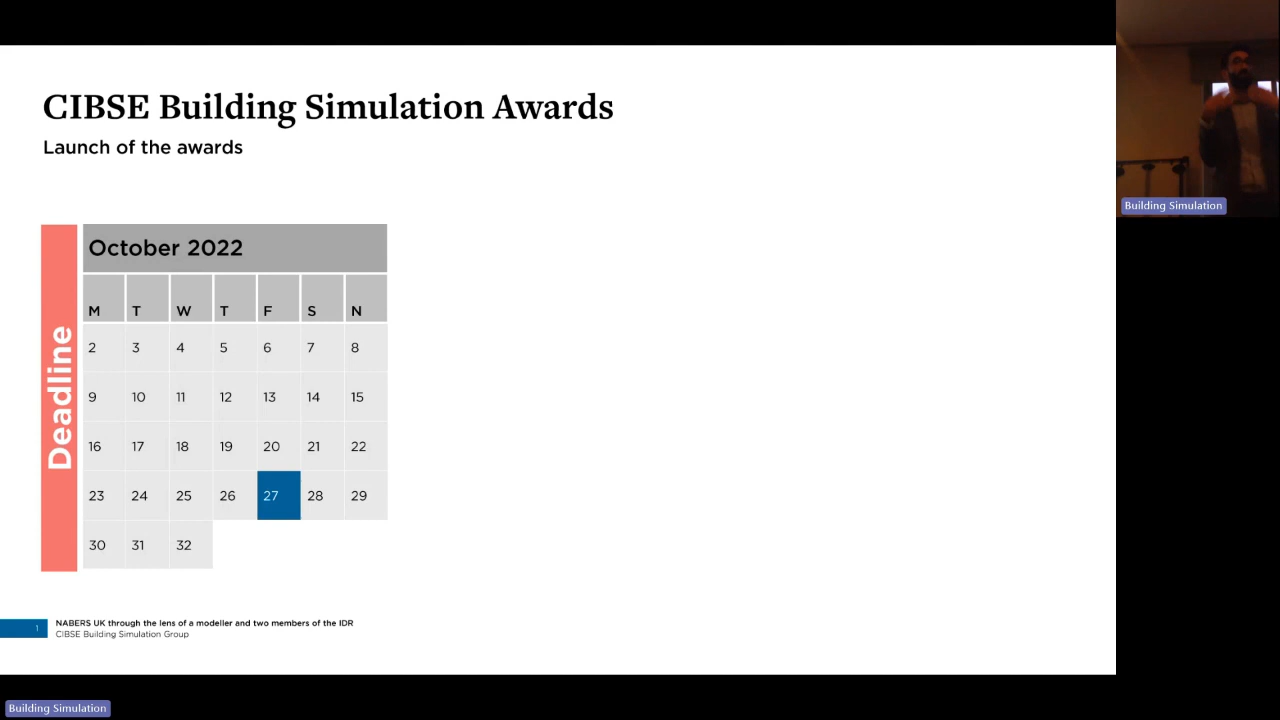 CIBSE Building Simulation Awards
Launch of the awards
Deadline
October 2022
M T W T F S N
2 3 4 5 6 7 8
9 10 11 12 13 14 15
16 17 18 19 20 21 22
23 24 25 26 27 28 29
30 31 32
1
NABERS UK through the lens of a modeller and two members of the IDR
CIBSE Building Simulation Group
Building Simulation
Building Simulation